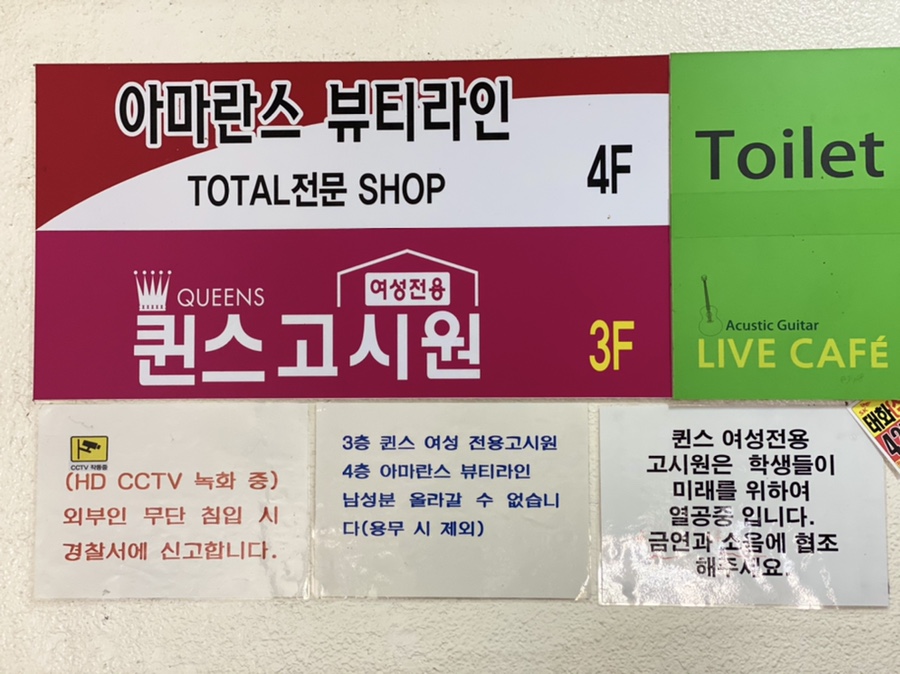 아마란스 뷰티라인
TOTAL전문 SHOP
4F
QUEENS
여성전용
퀸스고시원
3F
Toilet
Acustic Guitar
LIVE CAFÉ
CCTV 작동중
(HD CCTV 녹화 중)
외부인 무단 침입 시
경찰서에 신고합니다.
3층 퀸스 여성 전용고시원
4층 아마란스 뷰티라인
남성분 올라갈 수 없습니
다(용무 시 제외)
퀸스 여성전용
고시원은 학생들이
미래를 위하여
열공중 입니다.
금연과 소음에 협조
해주세요.
태화